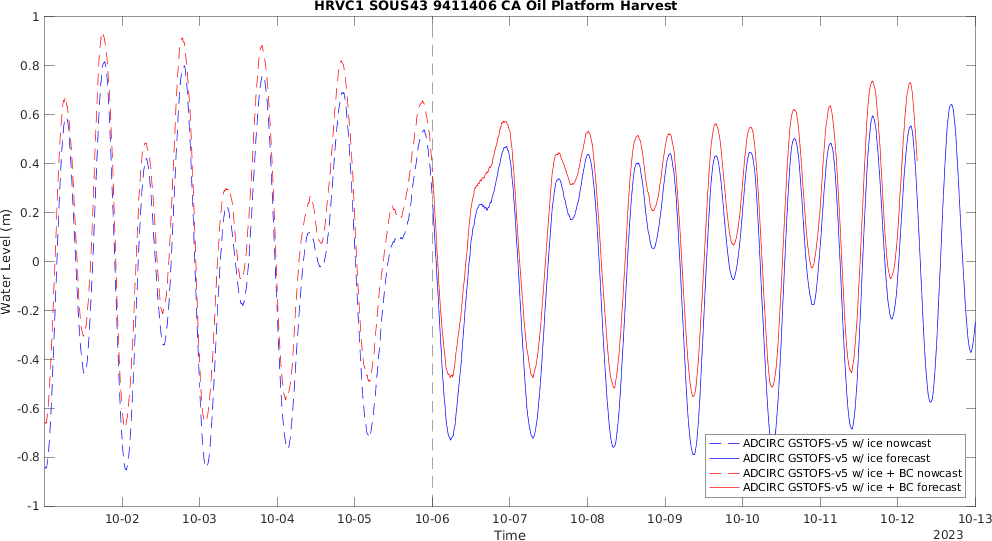 HRVC1 SOUS43 9411406 CA Oil Platform Harvest
1
0.8
0.6
0.4
0.2
0
-0.2
-0.4
-0.6
-0.8
-1
Water Level (m)
10-02 10-03 10-04 10-05 10-06 10-07 10-08 10-09 10-10 10-11 10-12 10-13
Time
2023
ADCIRC GSTOFS-v5 w/ ice nowcast
ADCIRC GSTOFS-v5 w/ ice forecast
ADCIRC GSTOFS-v5 w/ ice + BC nowcast
ADCIRC GSTOFS-v5 w/ ice + BC forecast